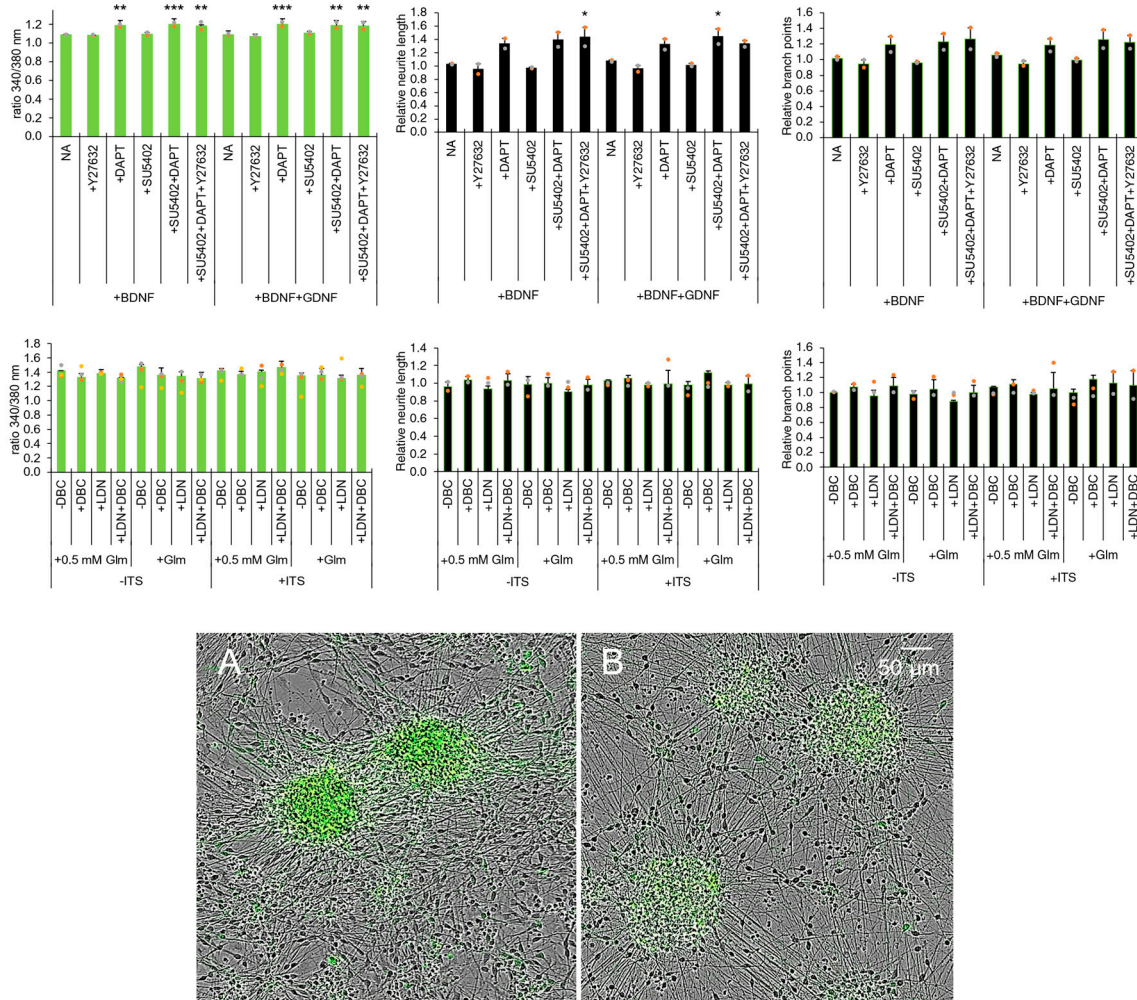 ** *** ** *** ** **
ratio 340/380 nm
1.2
1.0
0.8
0.6
0.4
0.2
0.0
NA
+Y27632
+DAPT
+SU5402
+SU5402+DAPT
+SU5402+DAPT+Y27632
NA
+Y27632
+DAPT
+SU5402
+SU5402+DAPT
+SU5402+DAPT+Y27632
+BDNF
+BDNF+GDNF
* *
Relative neurite length
1.8
1.6
1.4
1.2
1.0
0.8
0.6
0.4
0.2
0.0
NA
+Y27632
+DAPT
+SU5402
+SU5402+DAPT
+SU5402+DAPT+Y27632
NA
+Y27632
+DAPT
+SU5402
+SU5402+DAPT
+SU5402+DAPT+Y27632
+BDNF
+BDNF+GDNF
Relative branch points
1.6
1.4
1.2
1.0
0.8
0.6
0.4
0.2
0.0
NA
+Y27632
+DAPT
+SU5402
+SU5402+DAPT
+SU5402+DAPT+Y27632
NA
+Y27632
+DAPT
+SU5402
+SU5402+DAPT
+SU5402+DAPT+Y27632
+BDNF
+BDNF+GDNF
ratio 340/380 nm
1.8
1.6
1.4
1.2
1.0
0.8
0.6
0.4
0.2
0.0
-DBC
+DBC
+LDN
+LDN+DBC
-DBC
+DBC
+LDN
+LDN+DBC
-DBC
+DBC
+LDN
+LDN+DBC
-DBC
+DBC
+LDN
+LDN+DBC
+0.5 mM Glm +Glm +0.5 mM Glm +Glm
-ITS +ITS
Relative neurite length
1.4
1.2
1.0
0.8
0.6
0.4
0.2
0.0
-DBC
+DBC
+LDN
+LDN+DBC
-DBC
+DBC
+LDN
+LDN+DBC
-DBC
+DBC
+LDN
+LDN+DBC
-DBC
+DBC
+LDN
+LDN+DBC
+0.5 mM Glm +Glm +0.5 mM Glm +Glm
-ITS +ITS
Relative branch points
1.6
1.4
1.2
1.0
0.8
0.6
0.4
0.2
0.0
-DBC
+DBC
+LDN
+LDN+DBC
-DBC
+DBC
+LDN
+LDN+DBC
-DBC
+DBC
+LDN
+LDN+DBC
-DBC
+DBC
+LDN
+LDN+DBC
+0.5 mM Glm +Glm +0.5 mM Glm +Glm
-ITS +ITS
A
B
50 µm